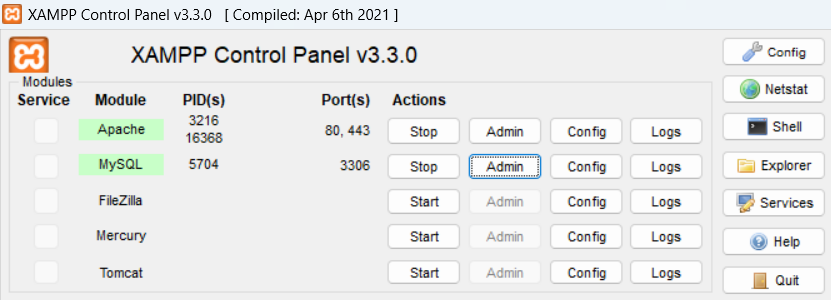 XAMPP Control Panel v3.3.0 [ Compiled: Apr 6th 2021 ]
XAMPP Control Panel v3.3.0
Config
Modules
Service Module PID(s) Port(s) Actions
Netstat
Apache 3216 16368 80, 443 Stop Admin Config Logs
Shell
MySQL 5704 3306 Stop Admin Config Logs
Explorer
FileZilla Start Admin Config Logs
Services
Mercury Start Admin Config Logs
Help
Tomcat Start Admin Config Logs
Quit